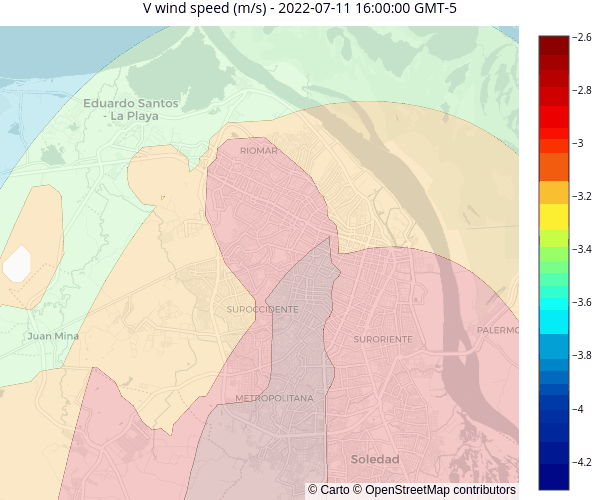 V wind speed (m/s) - 2022-07-11 16:00:00 GMT-5
−2.6
−2.8
−3
−3.2
−3.4
−3.6
−3.8
−4
−4.2
Eduardo Santos
- La Playa
RIOMAR
SUROCCIDENTE
Juan Mina
SURORIENTE
PALERMO
METROPOLITANA
Soledad
© Carto © OpenStreetMap contributors